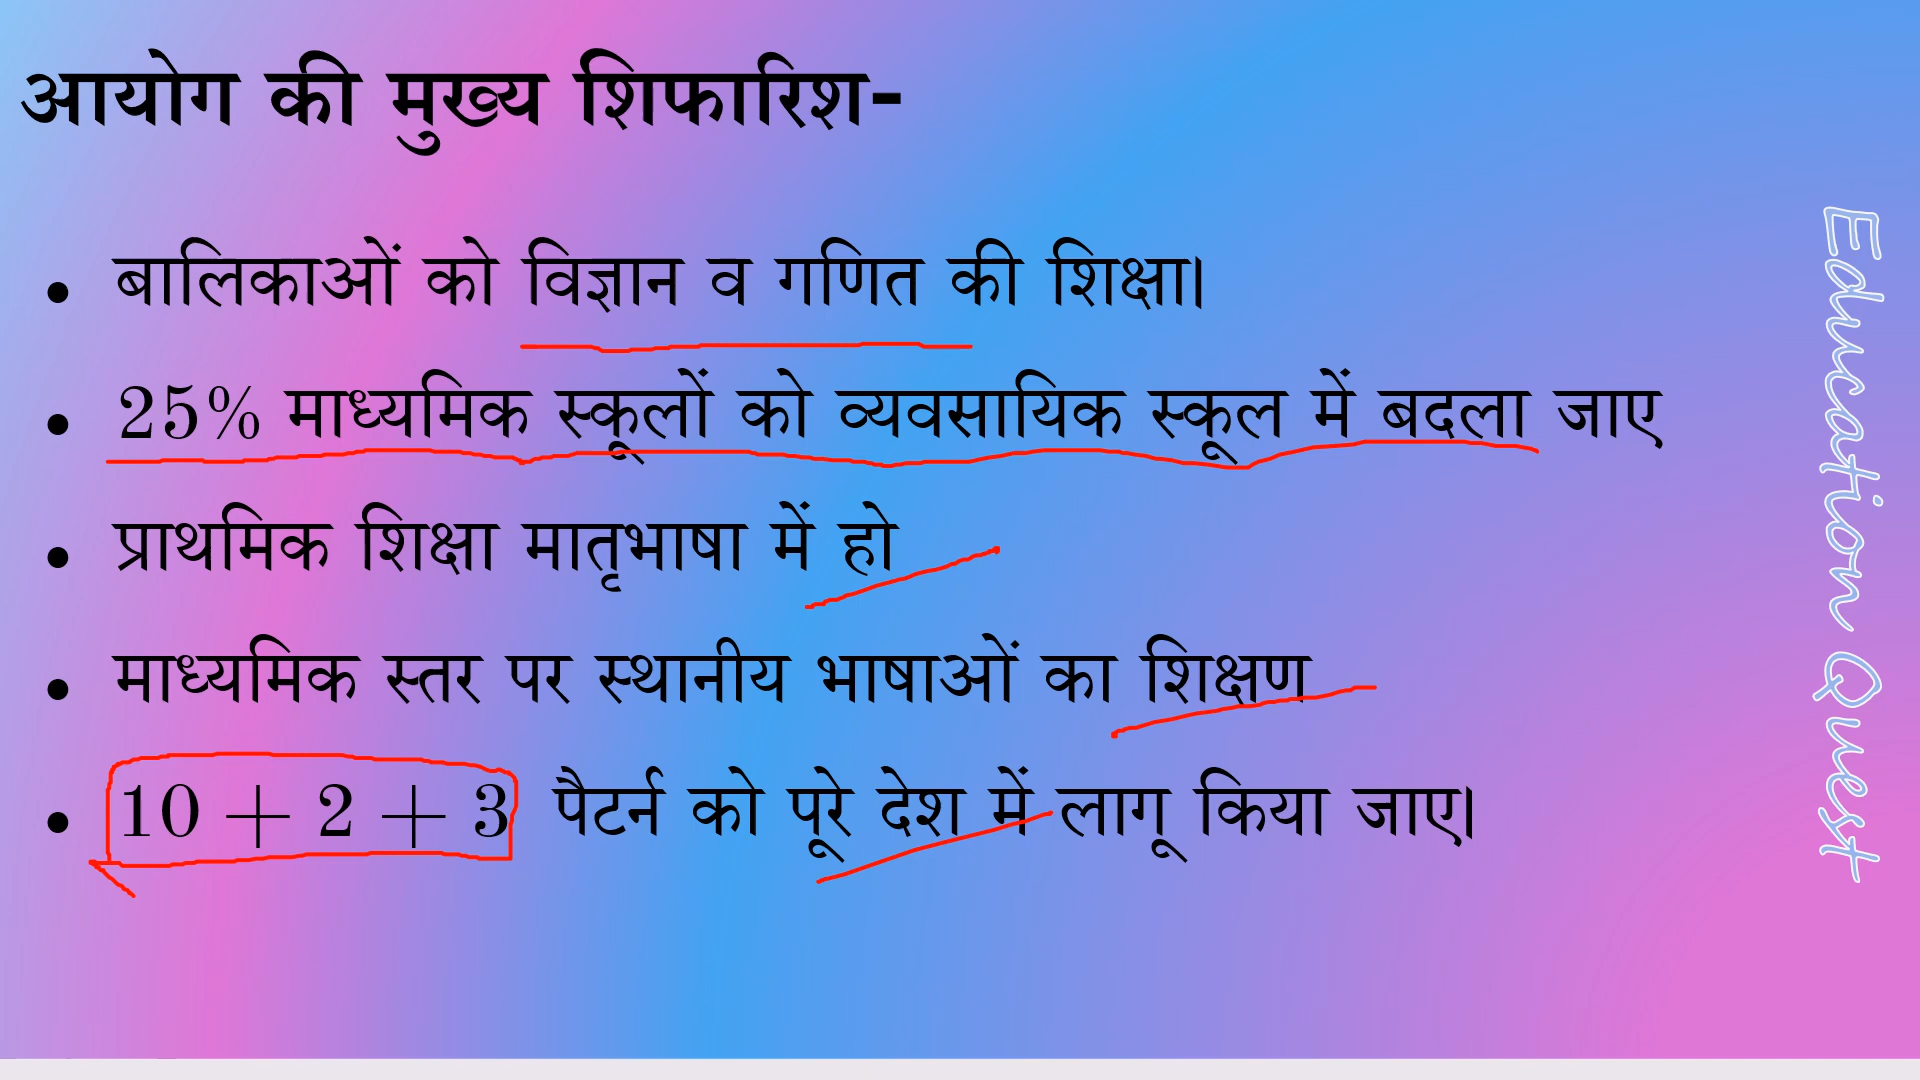 आयोग की मुख्य शिफारिश-
• बालिकाओं को विज्ञान व गणित की शिक्षा।
• 25% माध्यमिक स्कूलों को व्यवसायिक स्कूल में बदला जाए
• प्राथमिक शिक्षा मातृभाषा में हो
• माध्यमिक स्तर पर स्थानीय भाषाओं का शिक्षण
• 10 + 2 + 3 पैटर्न को पूरे देश में लागू किया जाए।
Education Quest